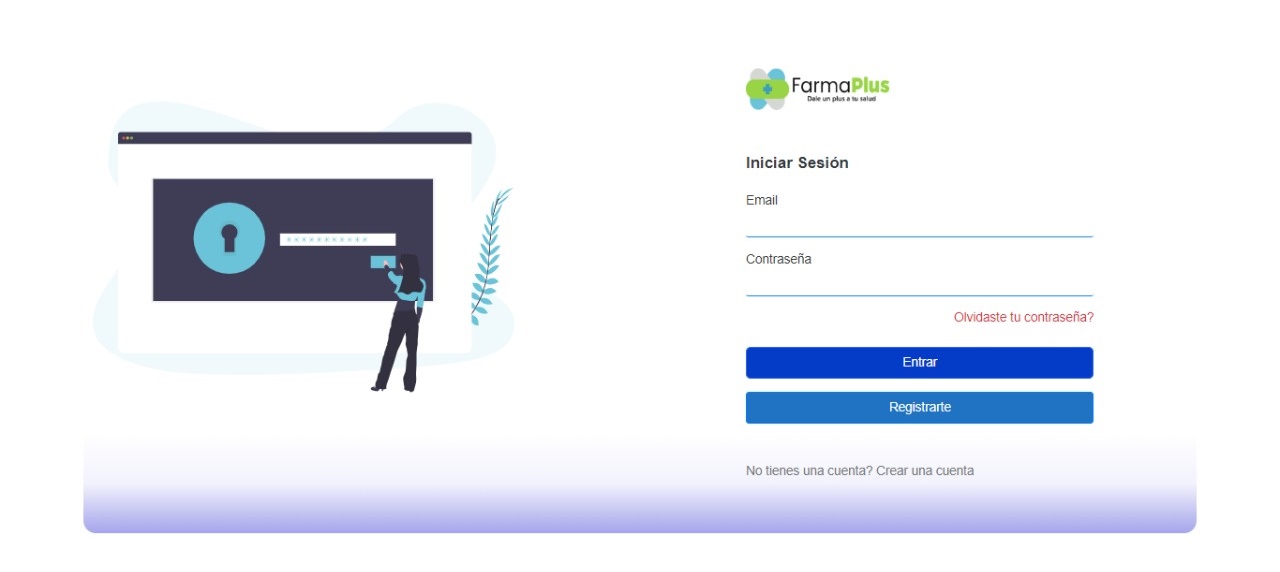 FarmaPlus
Dale un plus a tu salud
Iniciar Sesión
Email
Contraseña
Olvidaste tu contraseña?
Entrar
Registrarte
No tienes una cuenta? Crear una cuenta